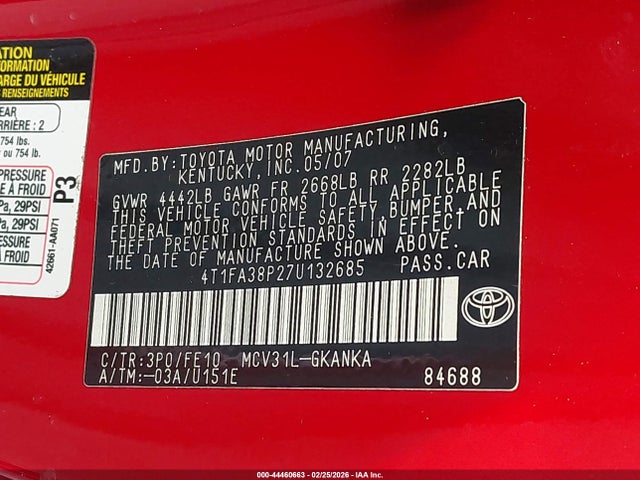 ATION
FORMATION
ARGE DU VÉHICULE
RENSEIGNEMENTS
EAR
RRIÈRE : 2
754 lbs.
ou 754 lb.
PRESSURE
À FROID
Pa, 29PSI
Pa, 29PSI
PRESSURE
À FROID
P3
42661-AA071
MFD.BY:TOYOTA MOTOR MANUFACTURING,
KENTUCKY,INC.05/07
GVWR 4442LB GAWR FR 2668LB RR 2282LB
THIS VEHICLE CONFORMS TO ALL APPLICABLE
FEDERAL MOTOR VEHICLE SAFETY,BUMPER,AND
THEFT PREVENTION STANDARDS IN EFFECT ON
THE DATE OF MANUFACTURE SHOWN ABOVE.
4T1FA38P27U132685 PASS.CAR
C/TR:3P0/FE10 MCV31L-GKANKA
A/TM:-03A/U151E
84688
000-44460663 - 02/25/2026 - IAA Inc.